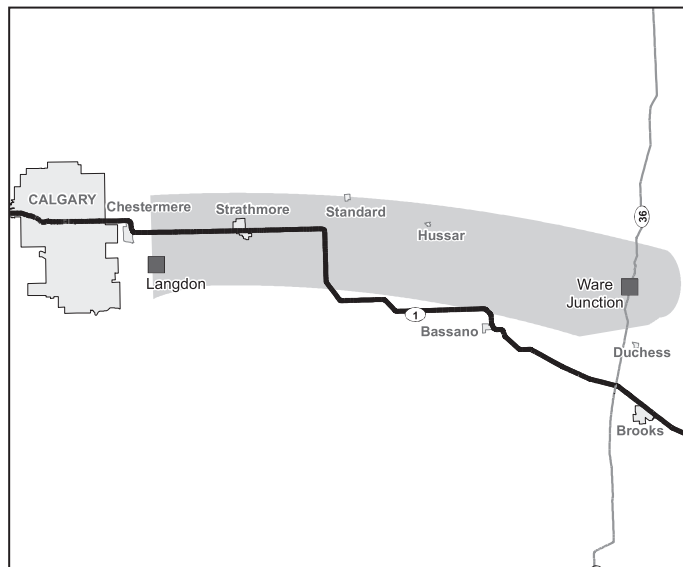 36
CALGARY
Chestermere
Strathmore
Standard
Hussar
Langdon
Ware
Junction
1
Bassano
Duchess
Brooks